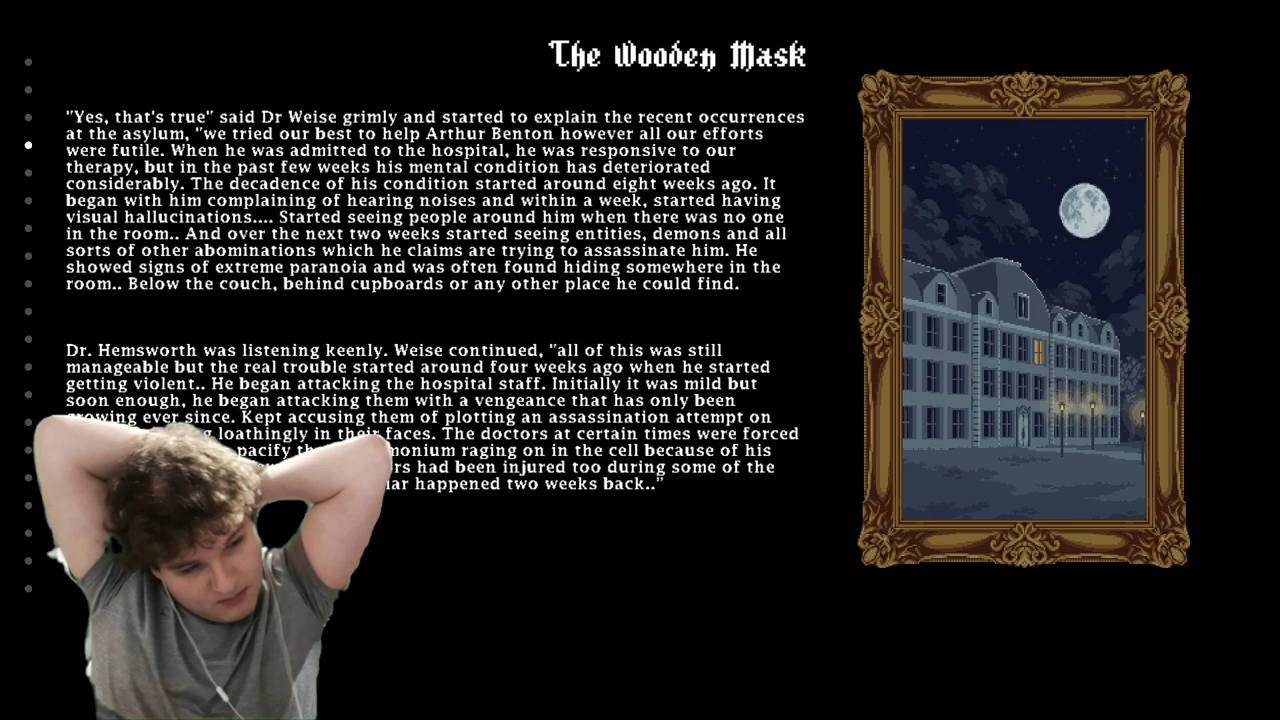 The Wooden Mask
"Yes, that's true" said Dr Weise grimly and started to explain the recent occurrences
at the asylum, "we tried our best to help Arthur Benton however all our efforts
were futile. When he was admitted to the hospital, he was responsive to our
therapy, but in the past few weeks his mental condition has deteriorated
considerably. The decadence of his condition started around eight weeks ago. It
began with him complaining of hearing noises and within a week, started having
visual hallucinations.... Started seeing people around him when there was no one
in the room.. And over the next two weeks started seeing entities, demons and all
sorts of other abominations which he claims are trying to assassinate him. He
showed signs of extreme paranoia and was often found hiding somewhere in the
room.. Below the couch, behind cupboards or any other place he could find.
Dr. Hemsworth was listening keenly. Weise continued, "all of this was still
manageable but the real trouble started around four weeks ago when he started
getting violent.. He began attacking the hospital staff. Initially it was mild but
soon enough, he began attacking them with a vengeance that has only been
growing ever since. Kept accusing them of plotting an assassination attempt on
loathingly in their faces. The doctors at certain times were forced
pacify raging on in the cell because of his
had been injured too during some of the
happened two weeks back.."